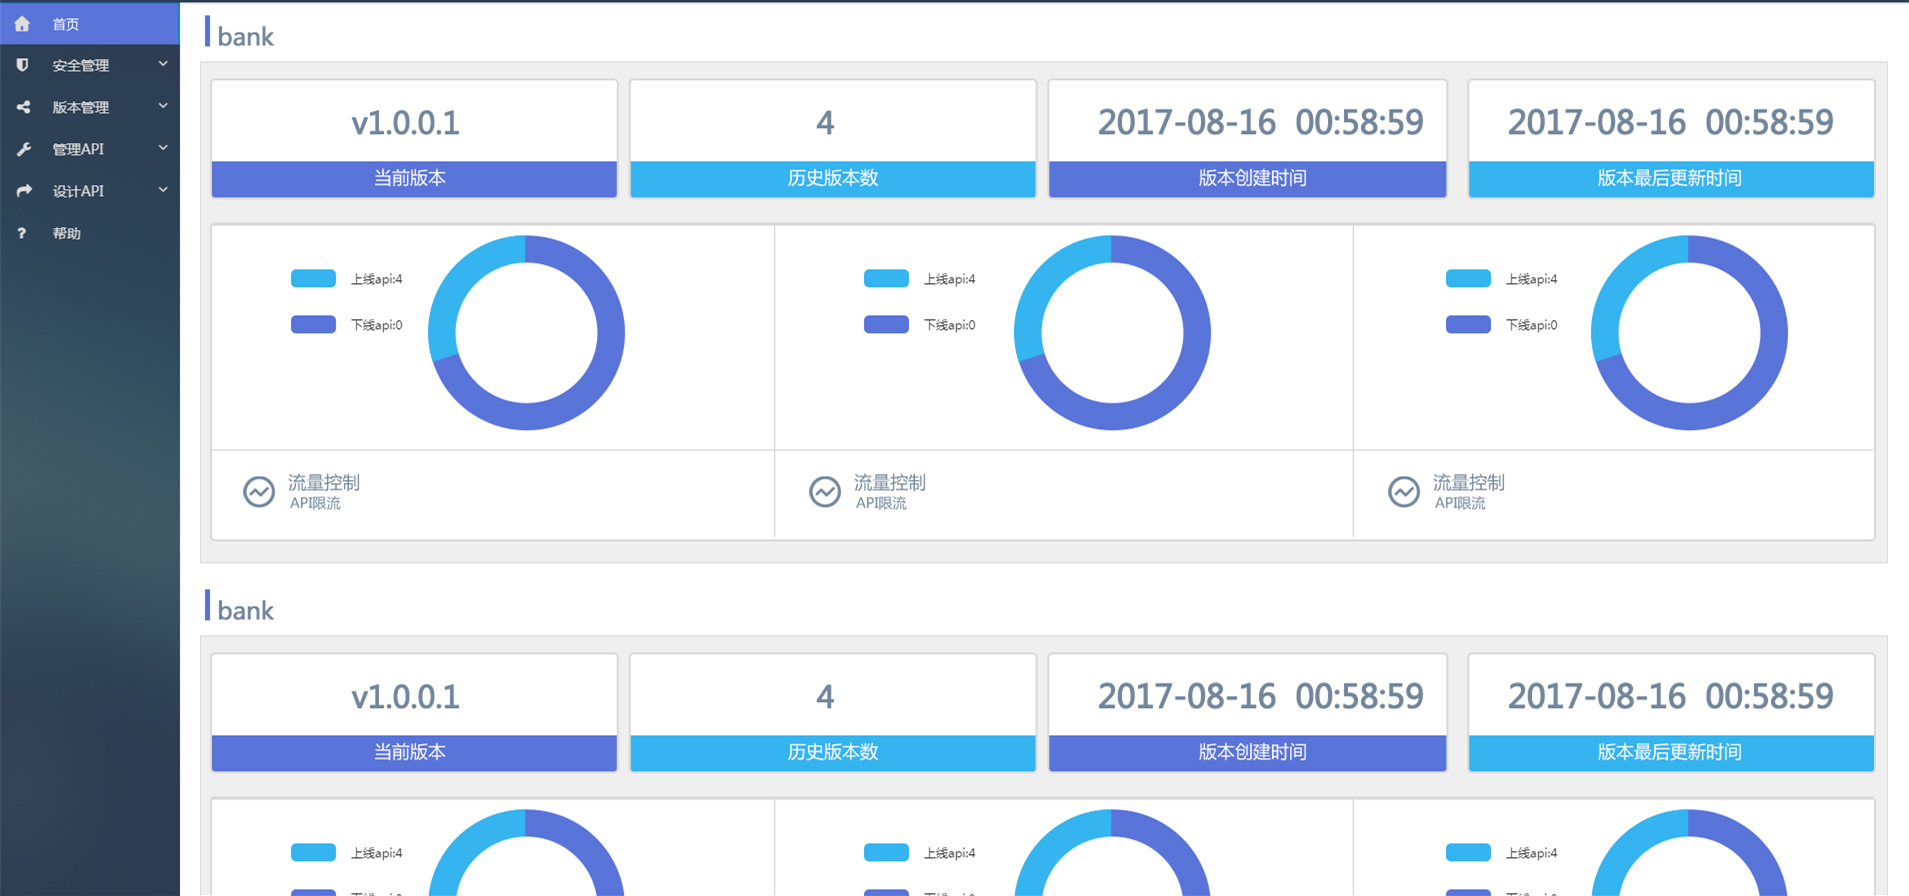 首页
安全管理
版本管理
管理API
设计API
? 帮助
bank
v1.0.0.1
当前版本
4
历史版本数
2017-08-16 00:58:59
版本创建时间
2017-08-16 00:58:59
版本最后更新时间
上线api:4
下线api:0
上线api:4
下线api:0
上线api:4
下线api:0
流量控制
API限流
流量控制
API限流
流量控制
API限流
bank
v1.0.0.1
当前版本
4
历史版本数
2017-08-16 00:58:59
版本创建时间
2017-08-16 00:58:59
版本最后更新时间
上线api:4
上线api:4
上线api:4